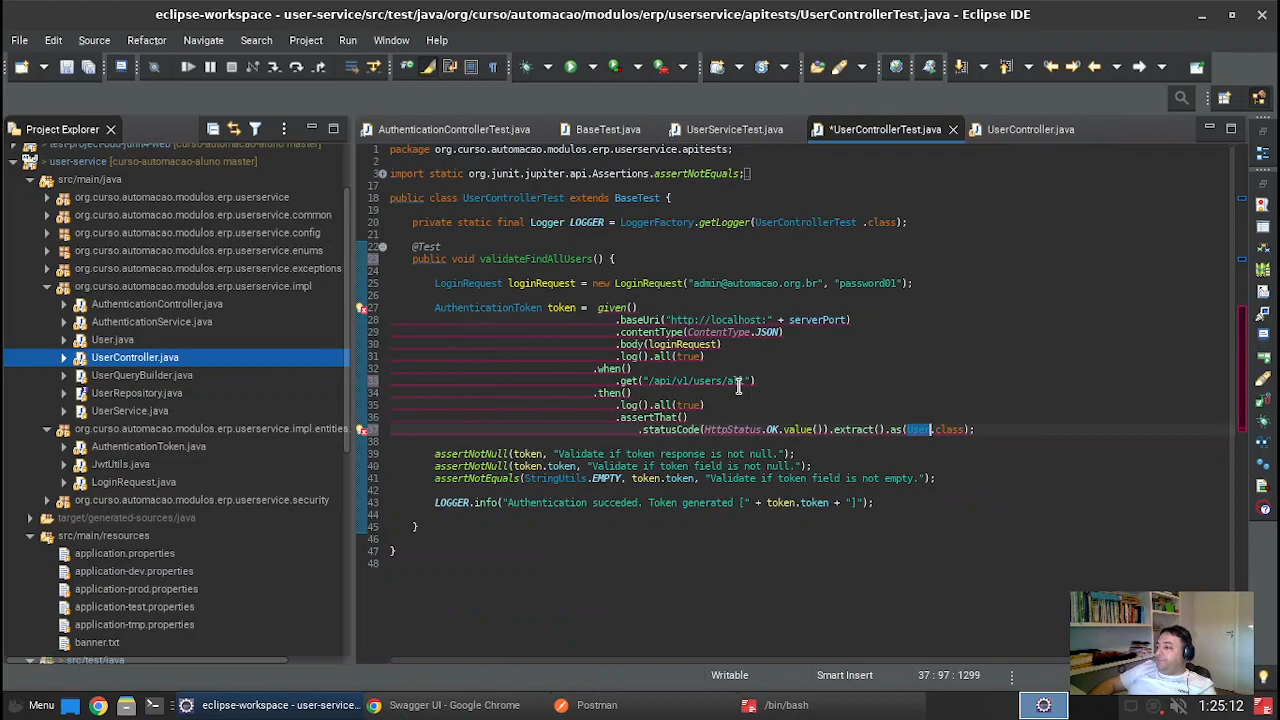 eclipse-workspace - user-service/src/test/java/org/curso/automacao/modulos/erp/userservice/apitests/UserControllerTest.java - Eclipse IDE
File Edit Source Refactor Navigate Search Project Run Window Help
Project Explorer
user-service [curso-automacao-aluno master]
src/main/java
org.curso.automacao.modulos.erp.userservice
org.curso.automacao.modulos.erp.userservice.common
org.curso.automacao.modulos.erp.userservice.config
org.curso.automacao.modulos.erp.userservice.enums
org.curso.automacao.modulos.erp.userservice.exceptions
org.curso.automacao.modulos.erp.userservice.impl
AuthenticationController.java
AuthenticationService.java
User.java
UserController.java
UserQueryBuilder.java
UserRepository.java
UserService.java
org.curso.automacao.modulos.erp.userservice.impl.entities
AuthenticationToken.java
JwtUtils.java
LoginRequest.java
org.curso.automacao.modulos.erp.userservice.security
target/generated-sources/java
src/main/resources
application.properties
application-dev.properties
application-prod.properties
application-test.properties
application-tmp.properties
banner.txt
src/test/java
AuthenticationControllerTest.java BaseTest.java UserServiceTest.java *UserControllerTest.java UserController.java
1 package org.curso.automacao.modulos.erp.userservice.apitests;
2
3 import static org.junit.jupiter.api.Assertions.assertNotEquals;
17
18 public class UserControllerTest extends BaseTest {
19
20 private static final Logger LOGGER = LoggerFactory.getLogger(UserControllerTest .class);
21
22 @Test
23 public void validateFindAllUsers() {
24
25 LoginRequest loginRequest = new LoginRequest("admin@automacao.org.br", "password01");
26
27 AuthenticationToken token = given()
28 .baseUri("http://localhost:" + serverPort)
29 .contentType(ContentType.JSON)
30 .body(loginRequest)
31 .log().all(true)
32 .when()
33 .get("/api/v1/users/all")
34 .then()
35 .log().all(true)
36 .assertThat()
37 .statusCode(HttpStatus.OK.value()).extract().as(User.class);
38
39 assertNotNull(token, "Validate if token response is not null.");
40 assertNotNull(token.token, "Validate if token field is not null.");
41 assertNotEquals(StringUtils.EMPTY, token.token, "Validate if token field is not empty.");
42
43 LOGGER.info("Authentication succeded. Token generated [" + token.token + "]");
44
45 }
46
47 }
48
Writable Smart Insert 37 : 97 : 1299
Menu eclipse-workspace - user-service... Swagger UI - Google Chrome Postman /bin/bash 1:25:12